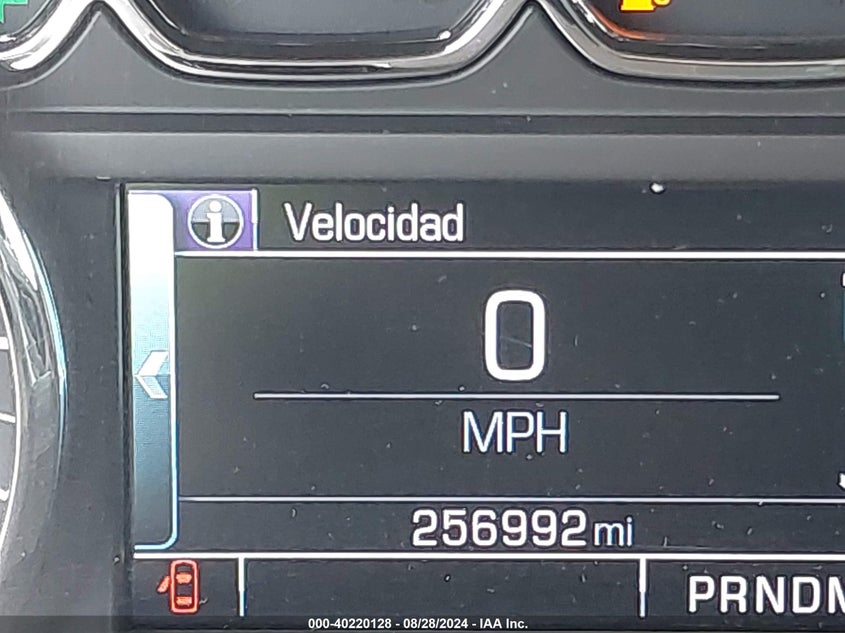 Velocidad
0
MPH
256992 mi
PRNDM
000-40220128 - 08/28/2024 - IAA Inc.